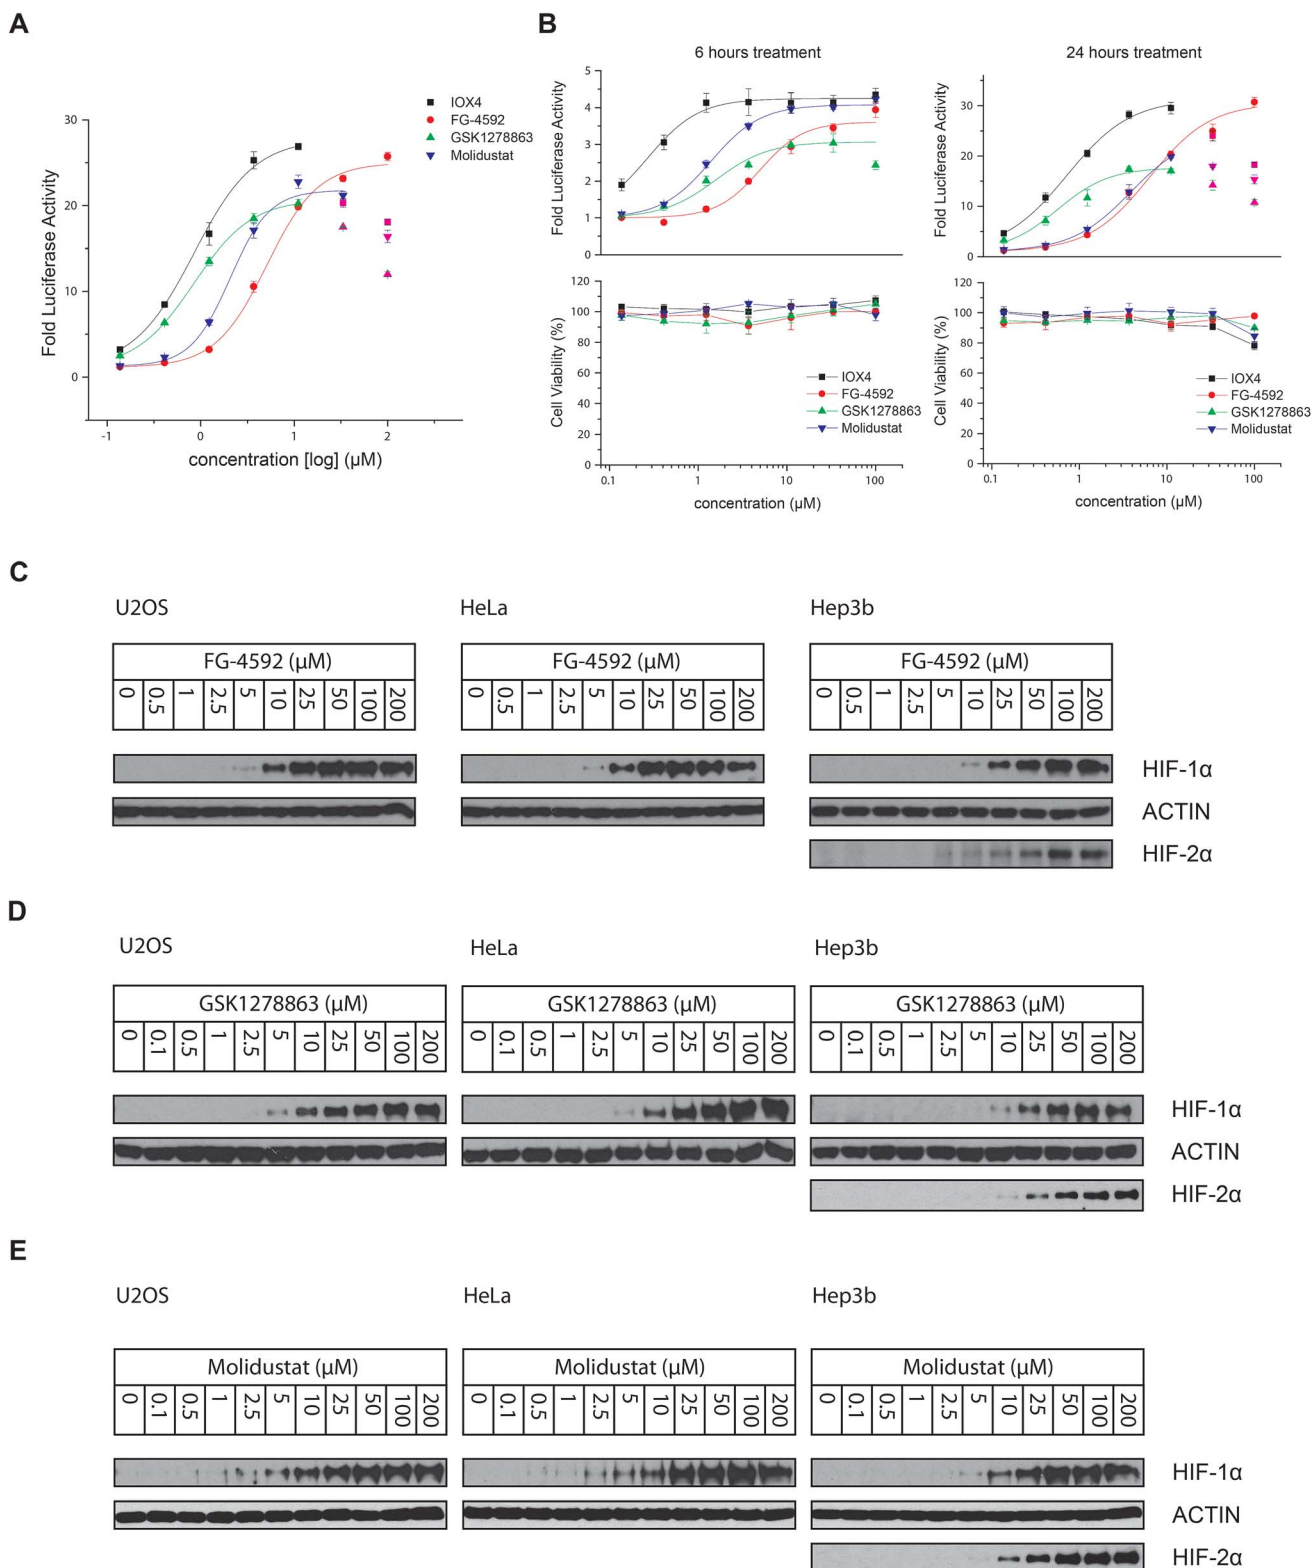 A
IOX4
FG-4592
GSK1278863
Molidustat
30
20
10
0
Fold Luciferase Activity
-1 0 1 2
concentration [log] (µM)
B
6 hours treatment
5
4
3
2
1
0
Fold Luciferase Activity
120
100
80
60
40
20
0
Cell Viability (%)
IOX4
FG-4592
GSK1278863
Molidustat
0.1 1 10 100
concentration (µM)
24 hours treatment
30
20
10
0
Fold Luciferase Activity
120
100
80
60
40
20
0
Cell Viability (%)
IOX4
FG-4592
GSK1278863
Molidustat
0.1 1 10 100
concentration (µM)
C
U2OS HeLa Hep3b
FG-4592 (µM) FG-4592 (µM) FG-4592 (µM)
0 0.5 1 2.5 5 10 25 50 100 200 0 0.5 1 2.5 5 10 25 50 100 200 0 0.5 1 2.5 5 10 25 50 100 200
HIF-1α
ACTIN
HIF-2α
D
U2OS HeLa Hep3b
GSK1278863 (µM) GSK1278863 (µM) GSK1278863 (µM)
0 0.1 0.5 1 2.5 5 10 25 50 100 200 0 0.1 0.5 1 2.5 5 10 25 50 100 200 0 0.1 0.5 1 2.5 5 10 25 50 100 200
HIF-1α
ACTIN
HIF-2α
E
U2OS HeLa Hep3b
Molidustat (µM) Molidustat (µM) Molidustat (µM)
0 0.1 0.5 1 2.5 5 10 25 50 100 200 0 0.1 0.5 1 2.5 5 10 25 50 100 200 0 0.1 0.5 1 2.5 5 10 25 50 100 200
HIF-1α
ACTIN
HIF-2α